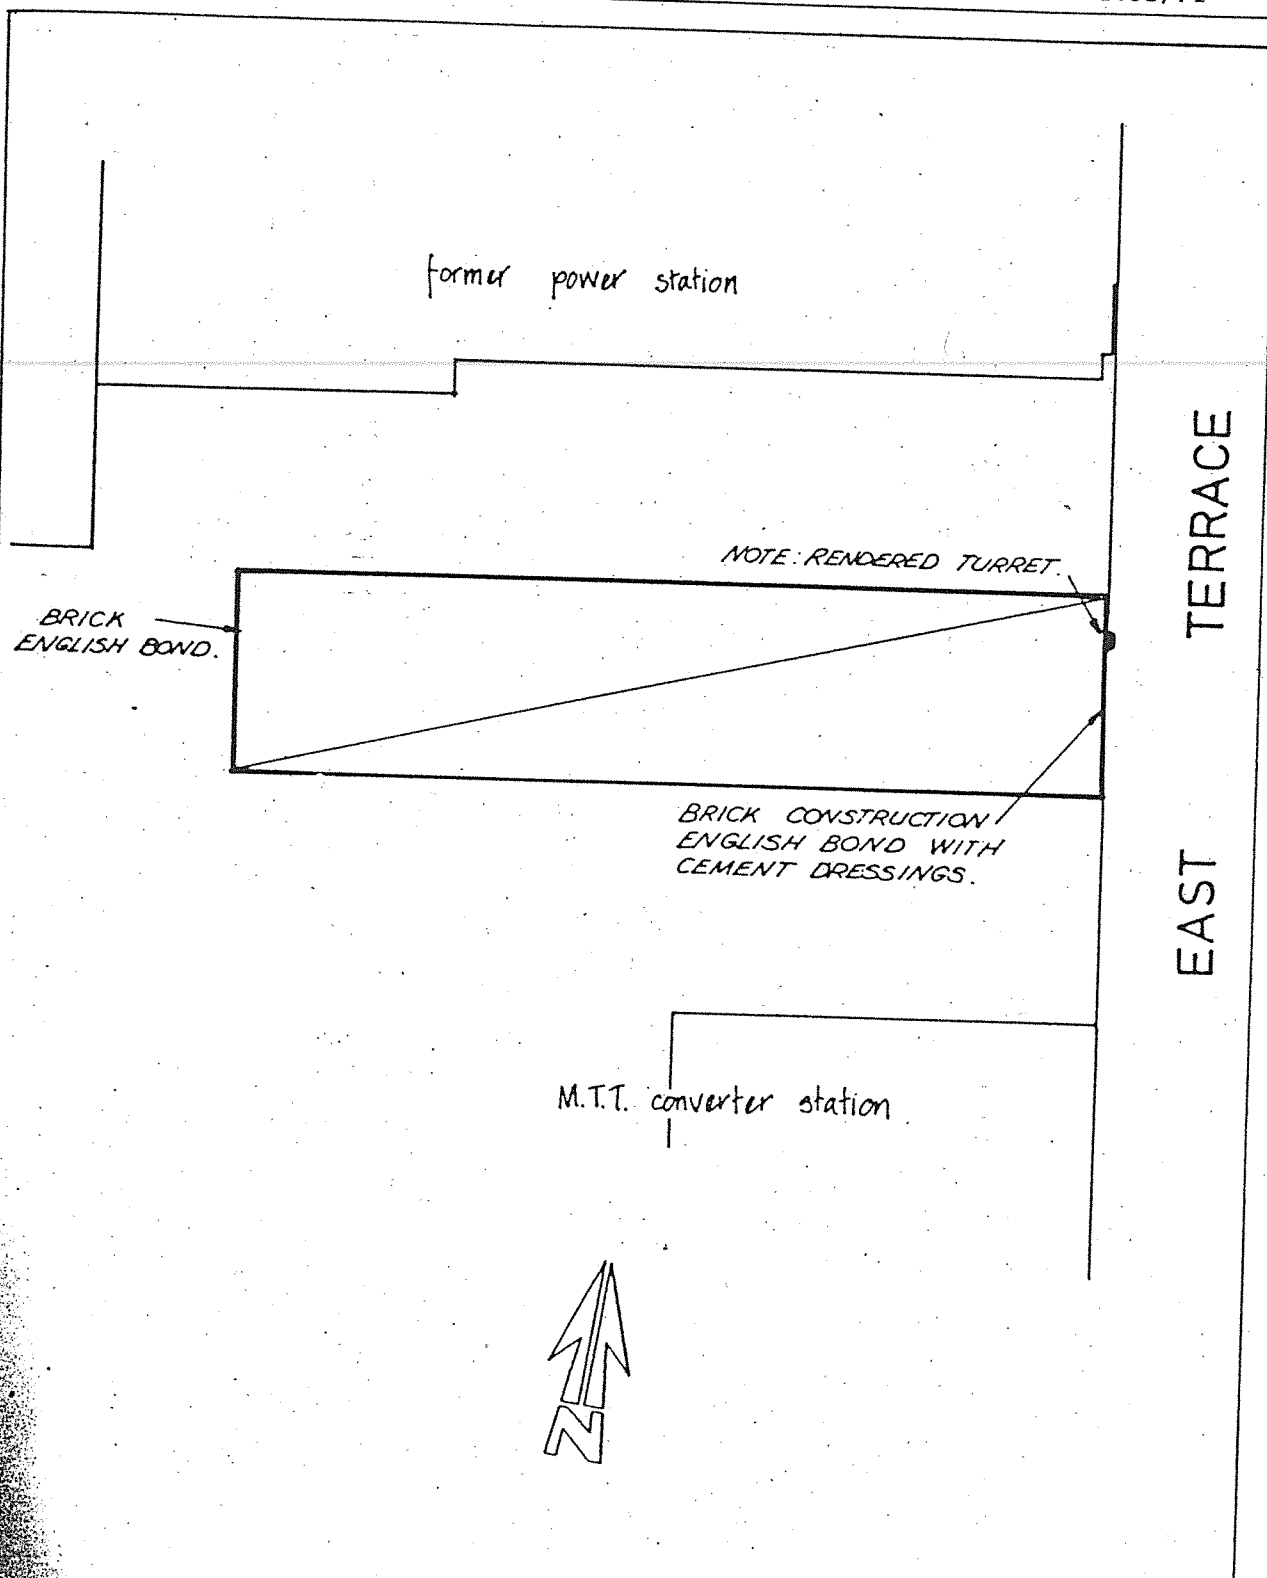 former power station
NOTE: RENDERED TURRET.
BRICK
ENGLISH BOND.
TERRACE
BRICK CONSTRUCTION
ENGLISH BOND WITH
CEMENT DRESSINGS.
EAST
M.T.T. converter station
N